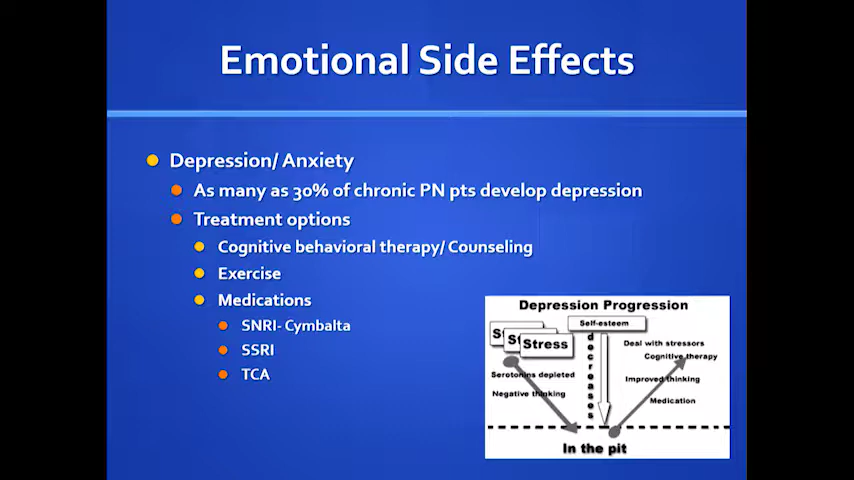 Emotional Side Effects
Depression/ Anxiety
As many as 30% of chronic PN pts develop depression
Treatment options
Cognitive behavioral therapy/ Counseling
Exercise
Medications
SNRI- Cymbalta
SSRI
TCA
Depression Progression
Stress
Self-esteem
decreases
Serotonins depleted
Negative thinking
Deal with stressors
Cognitive therapy
Improved thinking
Medication
In the pit